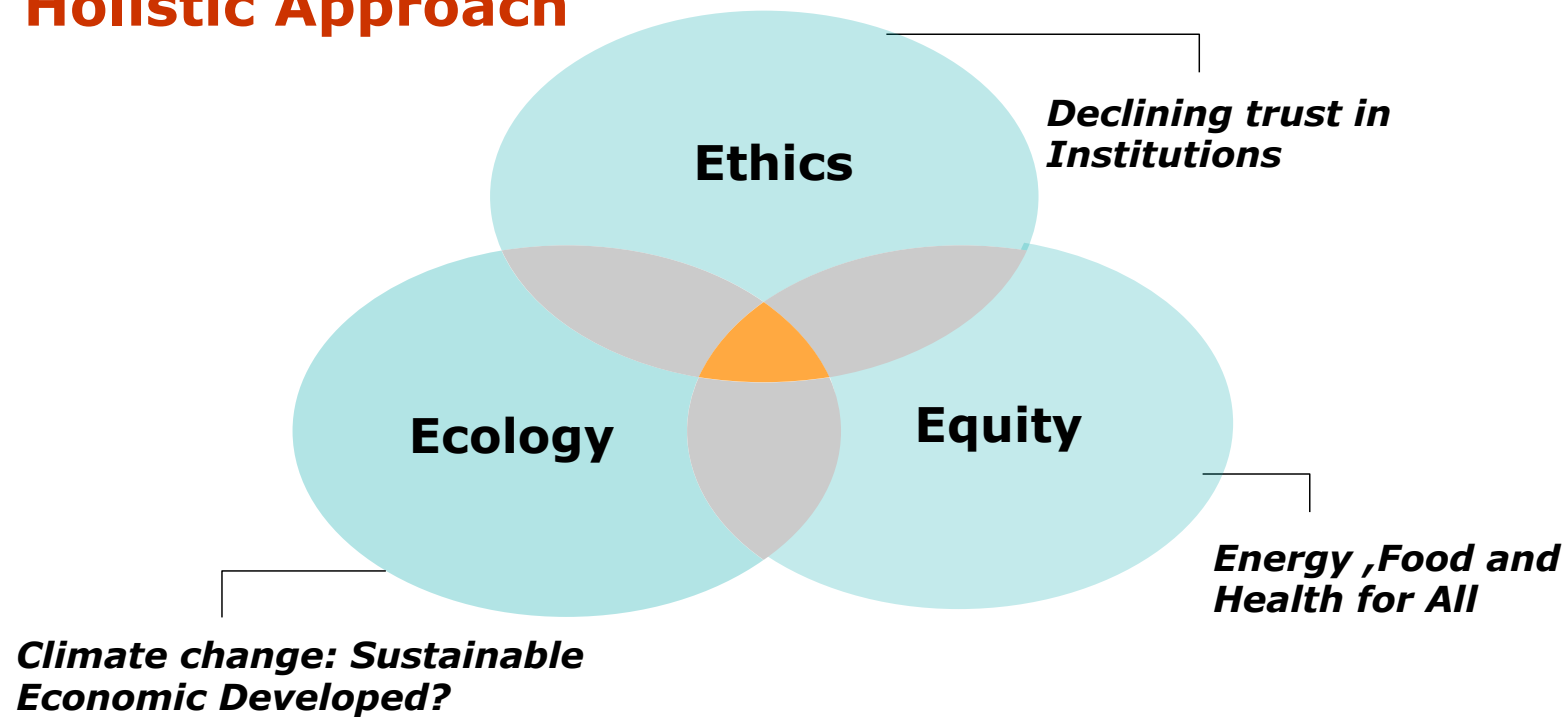 Holistic Approach
Declining trust in
Institutions
Ethics
Ecology
Equity
Energy ,Food and
Health for All
Climate change: Sustainable
Economic Developed?